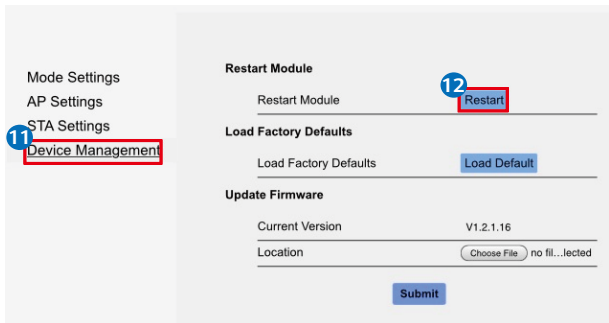 Mode Settings
AP Settings
STA Settings
11
Device Management
Restart Module
12
Restart Module Restart
Load Factory Defaults
Load Factory Defaults Load Default
Update Firmware
Current Version V1.2.1.16
Location Choose File no fil...lected
Submit